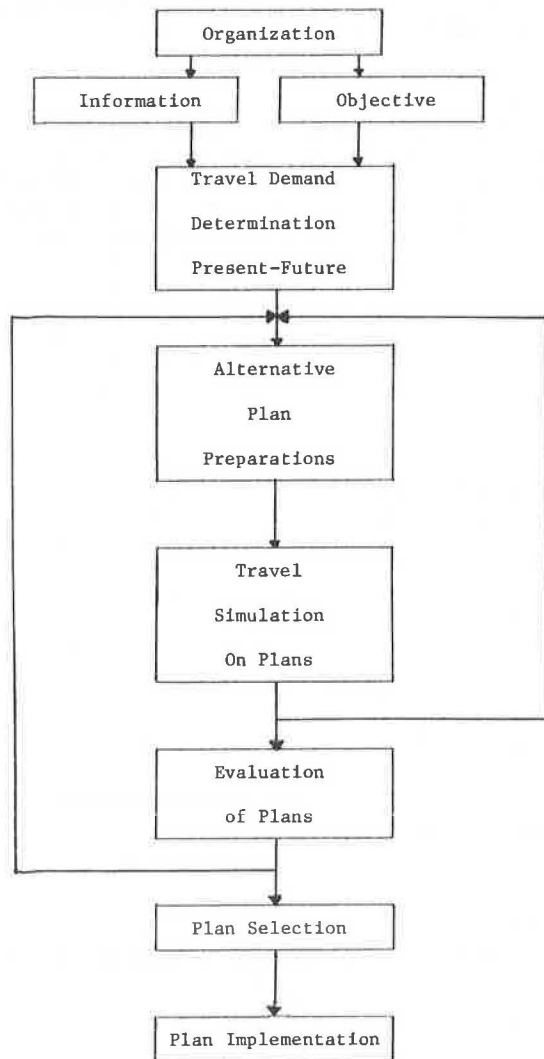 Organization
Information
Objective
Travel Demand
Determination
Present-Future
Alternative
Plan
Preparations
Travel
Simulation
On Plans
Evaluation
of Plans
Plan Selection
Plan Implementation